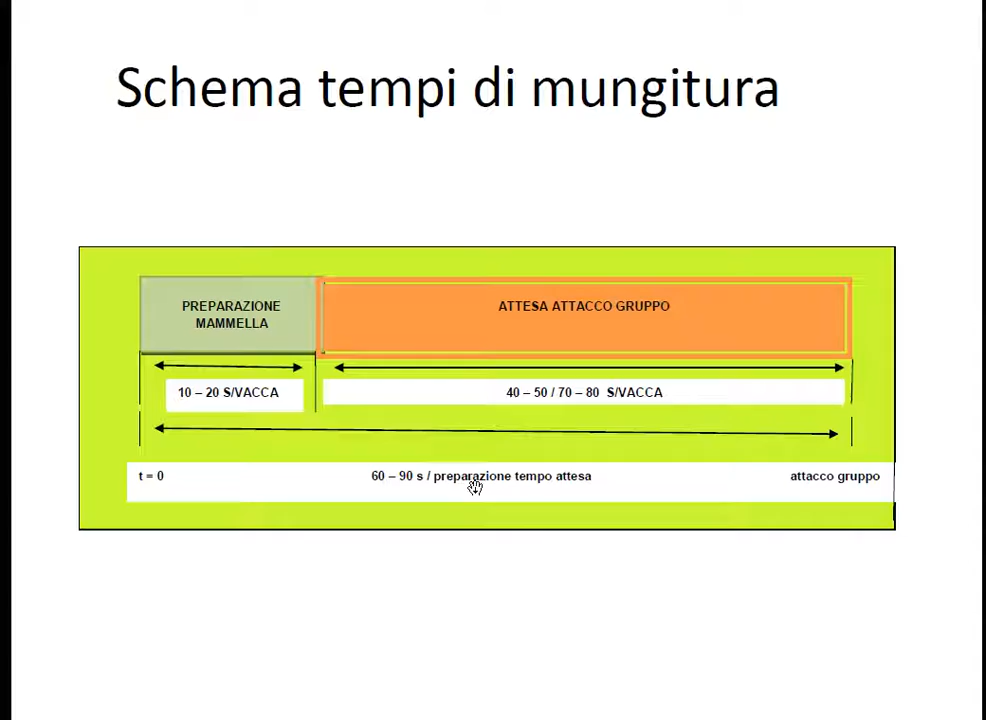 Schema tempi di mungitura
PREPARAZIONE
MAMMELLA
ATTESA ATTACCO GRUPPO
10 – 20 S/VACCA
40 – 50 / 70 – 80 S/VACCA
t = 0
60 – 90 s / preparazione tempo attesa
attacco gruppo